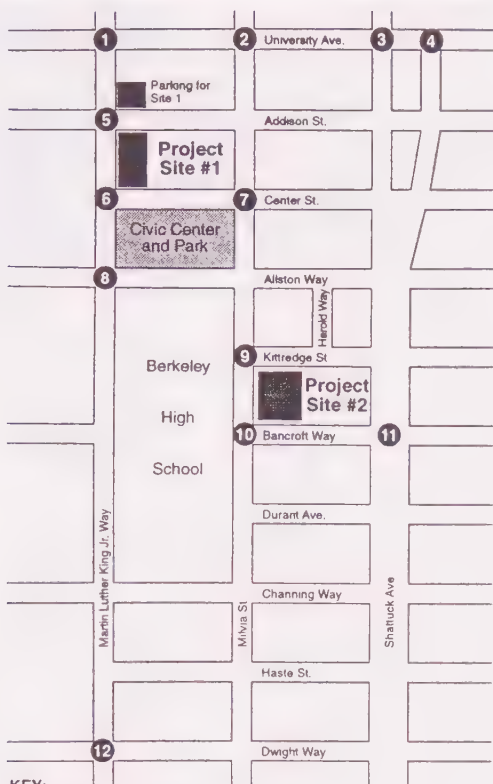 1
2
University Ave.
3
4
Parking for
Site 1
5
Addison St.
Project
Site #1
6
7
Center St.
Civic Center
and Park
8
Allston Way
Harold Way
9
Kittredge St
Berkeley
High
School
Project
Site #2
10
Bancroft Way
11
Durant Ave.
Martin Luther King Jr. Way
Milvia St
Channing Way
Shattuck Ave
Haste St.
12
Dwight Way
KEY: